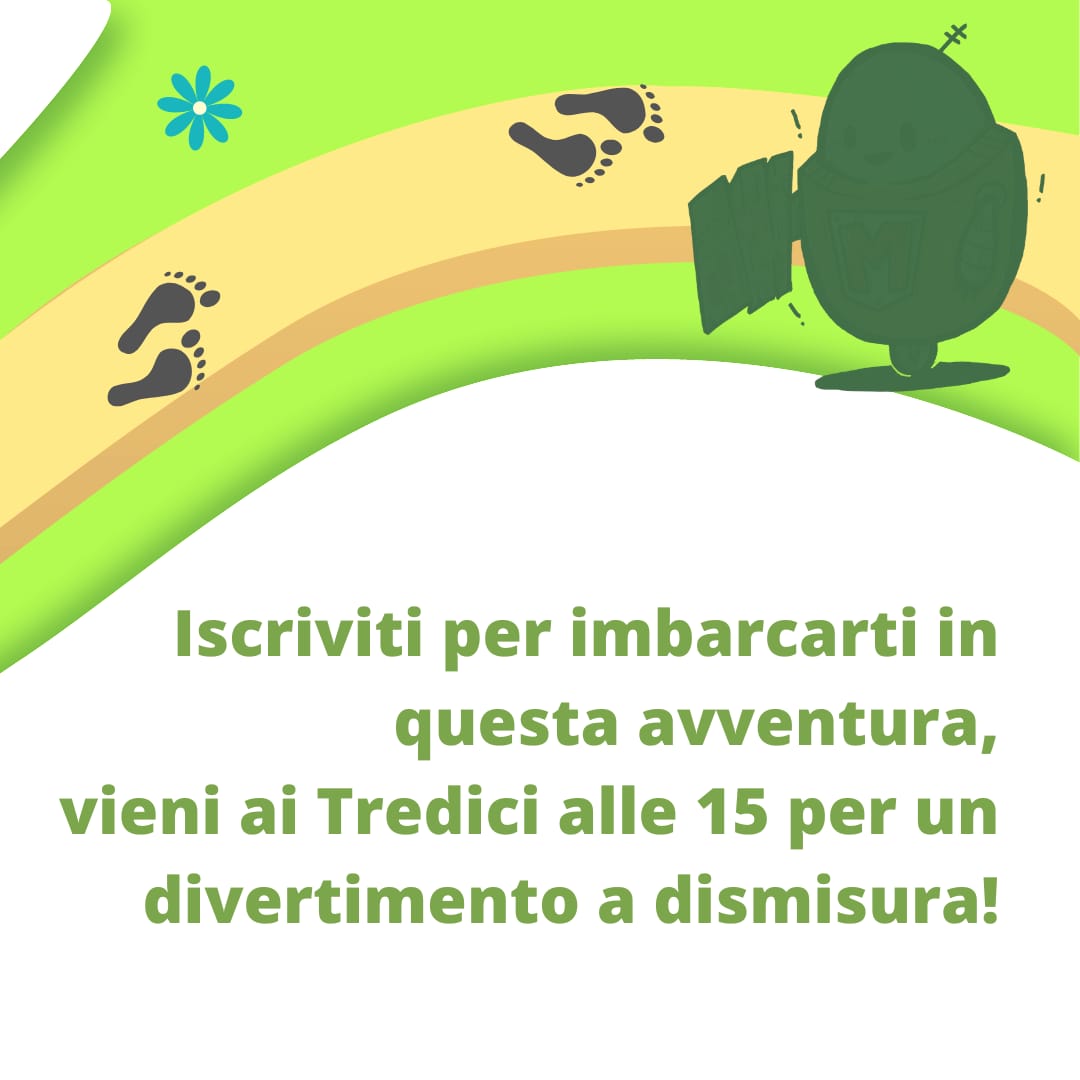 M
Iscriviti per imbarcarti in
questa avventura,
vieni ai Tredici alle 15 per un
divertimento a dismisura!